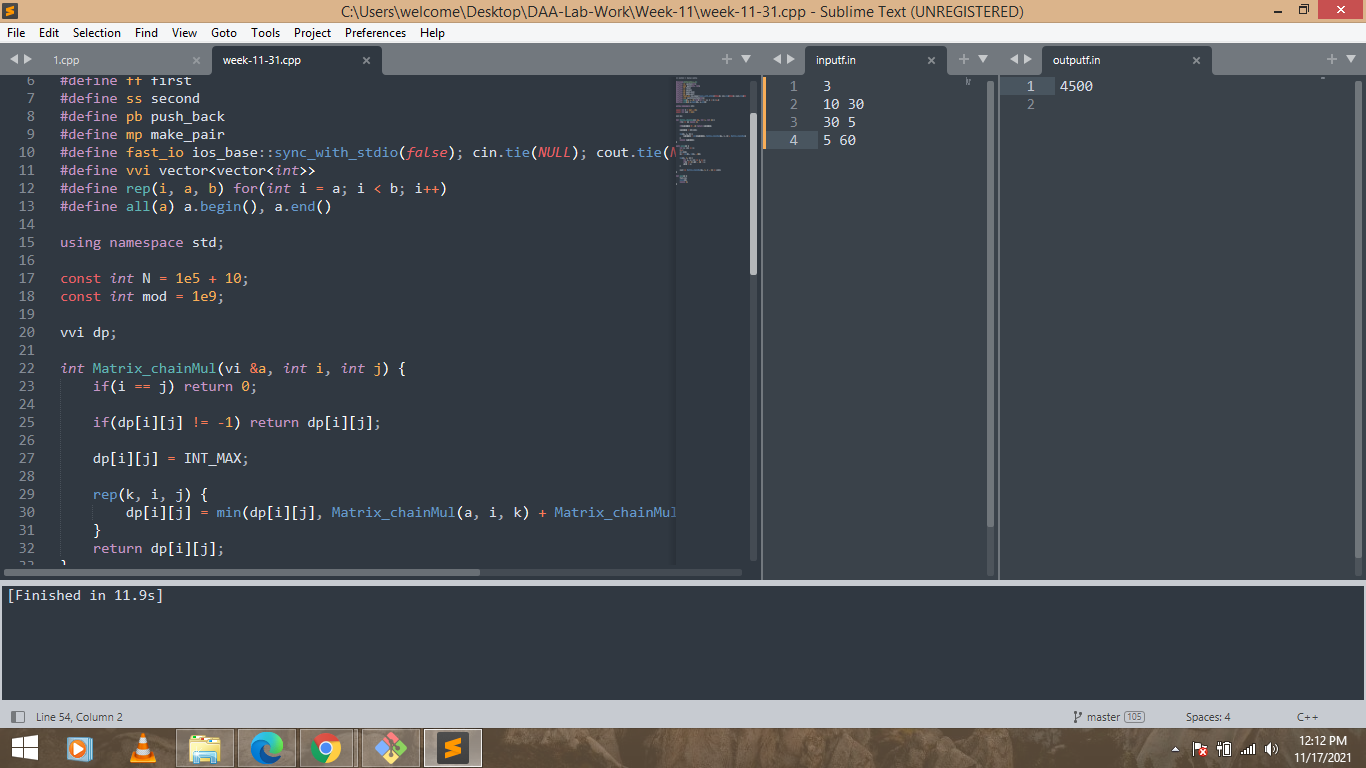 C:\Users\welcome\Desktop\DAA-Lab-Work\Week-11\week-11-31.cpp - Sublime Text (UNREGISTERED)
File Edit Selection Find View Goto Tools Project Preferences Help
1.cpp
week-11-31.cpp
6 #define ff first
7 #define ss second
8 #define pb push_back
9 #define mp make_pair
10 #define fast_io ios_base::sync_with_stdio(false); cin.tie(NULL); cout.tie(N
11 #define vvi vector<vector<int>>
12 #define rep(i, a, b) for(int i = a; i < b; i++)
13 #define all(a) a.begin(), a.end()
14
15 using namespace std;
16
17 const int N = 1e5 + 10;
18 const int mod = 1e9;
19
20 vvi dp;
21
22 int Matrix_chainMul(vi &a, int i, int j) {
23 if(i == j) return 0;
24
25 if(dp[i][j] != -1) return dp[i][j];
26
27 dp[i][j] = INT_MAX;
28
29 rep(k, i, j) {
30 dp[i][j] = min(dp[i][j], Matrix_chainMul(a, i, k) + Matrix_chainMul
31 }
32 return dp[i][j];
33 }
inputf.in
1 3
2 10 30
3 30 5
4 5 60
outputf.in
1 4500
2
[Finished in 11.9s]
Line 54, Column 2
master 105
Spaces: 4
C++
12:12 PM
11/17/2021